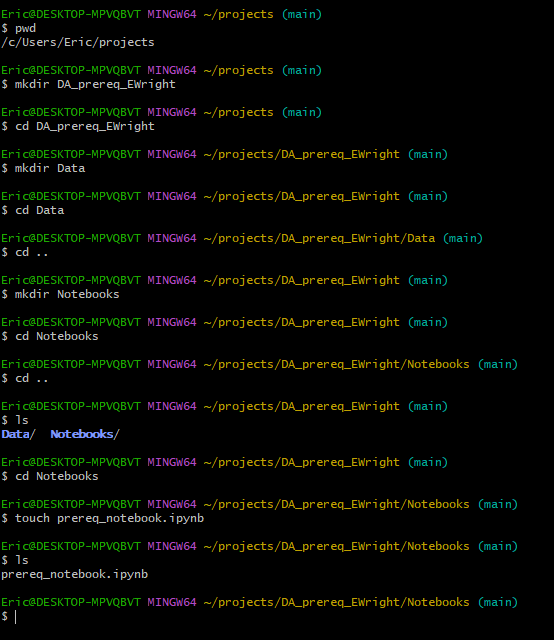 Eric@DESKTOP-MPVQBVT MINGW64 ~/projects (main)
$ pwd
/c/Users/Eric/projects
Eric@DESKTOP-MPVQBVT MINGW64 ~/projects (main)
$ mkdir DA_prereq_EWright
Eric@DESKTOP-MPVQBVT MINGW64 ~/projects (main)
$ cd DA_prereq_EWright
Eric@DESKTOP-MPVQBVT MINGW64 ~/projects/DA_prereq_EWright (main)
$ mkdir Data
Eric@DESKTOP-MPVQBVT MINGW64 ~/projects/DA_prereq_EWright (main)
$ cd Data
Eric@DESKTOP-MPVQBVT MINGW64 ~/projects/DA_prereq_EWright/Data (main)
$ cd ..
Eric@DESKTOP-MPVQBVT MINGW64 ~/projects/DA_prereq_EWright (main)
$ mkdir Notebooks
Eric@DESKTOP-MPVQBVT MINGW64 ~/projects/DA_prereq_EWright (main)
$ cd Notebooks
Eric@DESKTOP-MPVQBVT MINGW64 ~/projects/DA_prereq_EWright/Notebooks (main)
$ cd ..
Eric@DESKTOP-MPVQBVT MINGW64 ~/projects/DA_prereq_EWright (main)
$ ls
Data/  Notebooks/
Eric@DESKTOP-MPVQBVT MINGW64 ~/projects/DA_prereq_EWright (main)
$ cd Notebooks
Eric@DESKTOP-MPVQBVT MINGW64 ~/projects/DA_prereq_EWright/Notebooks (main)
$ touch prereq_notebook.ipynb
Eric@DESKTOP-MPVQBVT MINGW64 ~/projects/DA_prereq_EWright/Notebooks (main)
$ ls
prereq_notebook.ipynb
Eric@DESKTOP-MPVQBVT MINGW64 ~/projects/DA_prereq_EWright/Notebooks (main)
$